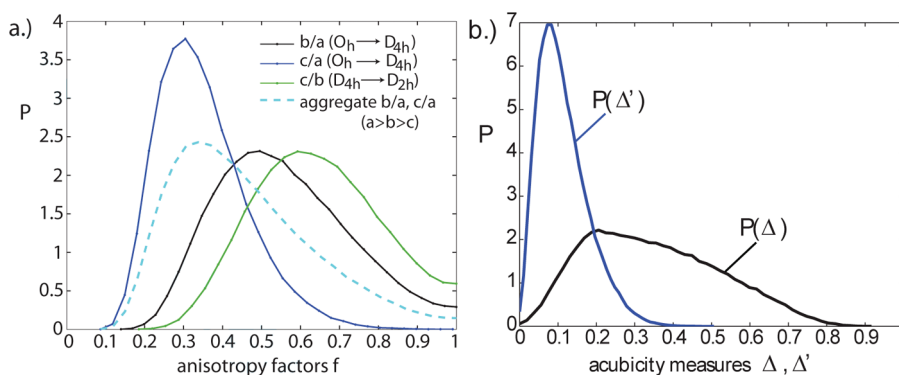 a.)
b/a (Oh → D4h)
c/a (Oh → D4h)
c/b (D4h → D2h)
aggregate b/a, c/a
(a>b>c)
P
4
3.5
3
2.5
2
1.5
1
0.5
0
0 0.1 0.2 0.3 0.4 0.5 0.6 0.7 0.8 0.9 1
anisotropy factors f
b.)
P(Δ')
P(Δ)
P
7
6
5
4
3
2
1
0
0 0.1 0.2 0.3 0.4 0.5 0.6 0.7 0.8 0.9
acubicity measures Δ , Δ'